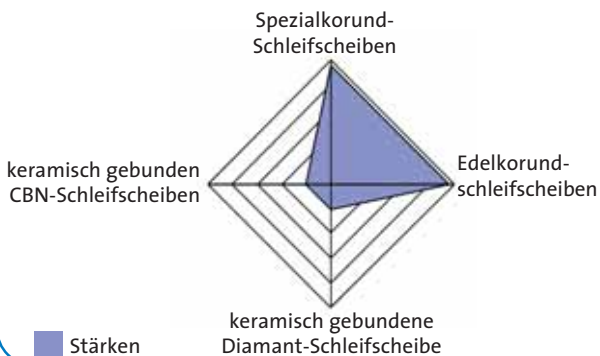 Spezialkorund-
Schleifscheiben
keramisch gebunden
CBN-Schleifscheiben
Edelkorund-
schleifscheiben
keramisch gebundene
Diamant-Schleifscheibe
Stärken